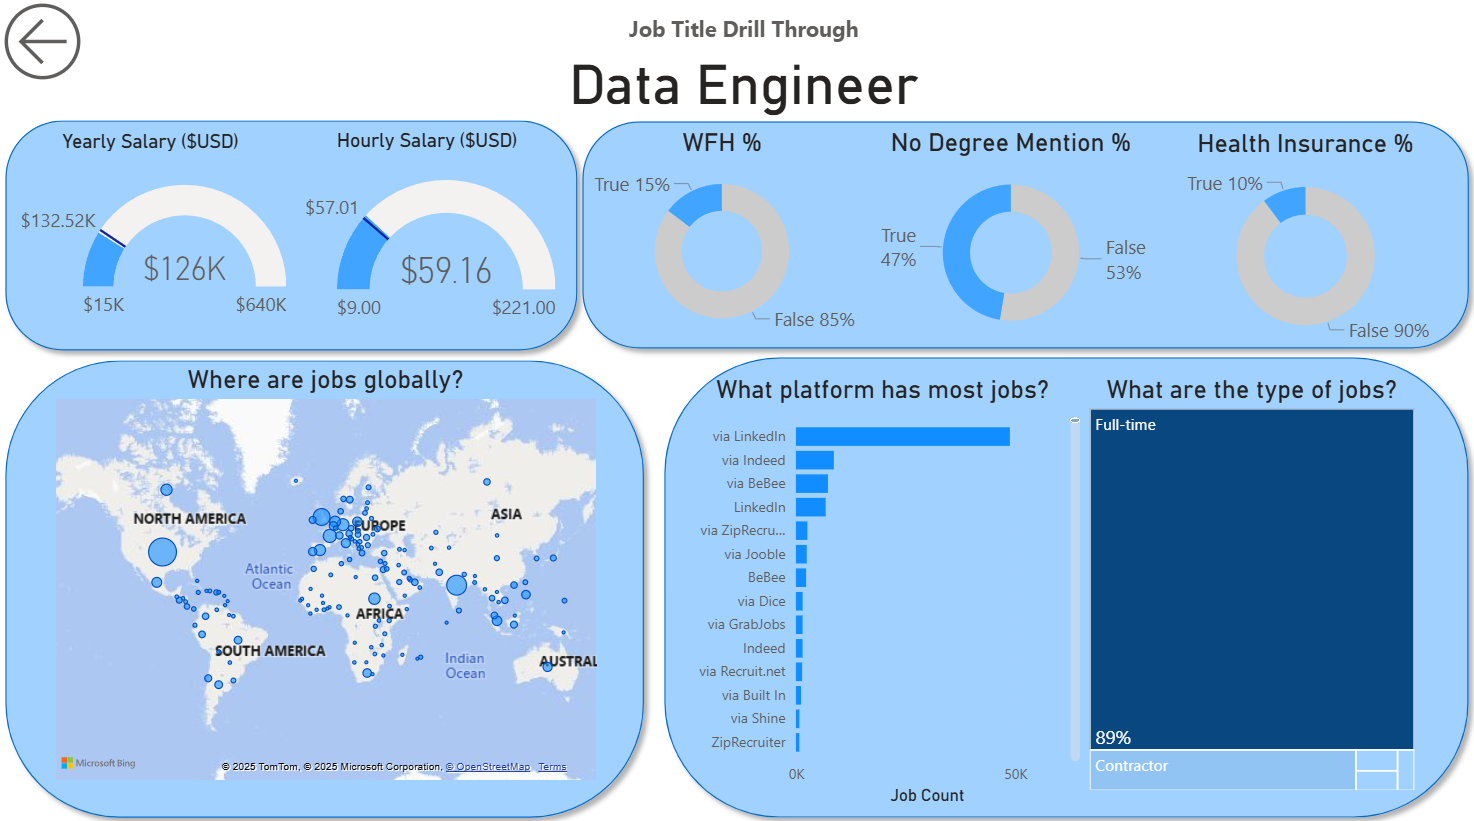 Job Title Drill Through
Data Engineer
Yearly Salary ($USD)
$132.52K
$126K
$15K
$640K
Hourly Salary ($USD)
$57.01
$59.16
$9.00
$221.00
WFH %
True 15%
False 85%
No Degree Mention %
True
47%
False
53%
Health Insurance %
True 10%
False 90%
Where are jobs globally?
NORTH AMERICA
EUROPE
ASIA
Atlantic
Ocean
AFRICA
SOUTH AMERICA
Indian
Ocean
AUSTRAL
Microsoft Bing
© 2025 TomTom, © 2025 Microsoft Corporation, © OpenStreetMap Terms
What platform has most jobs?
via LinkedIn
via Indeed
via BeBee
LinkedIn
via ZipRecru...
via Jooble
BeBee
via Dice
via GrabJobs
Indeed
via Recruit.net
via Built In
via Shine
ZipRecruiter
0K
50K
Job Count
What are the type of jobs?
Full-time
89%
Contractor